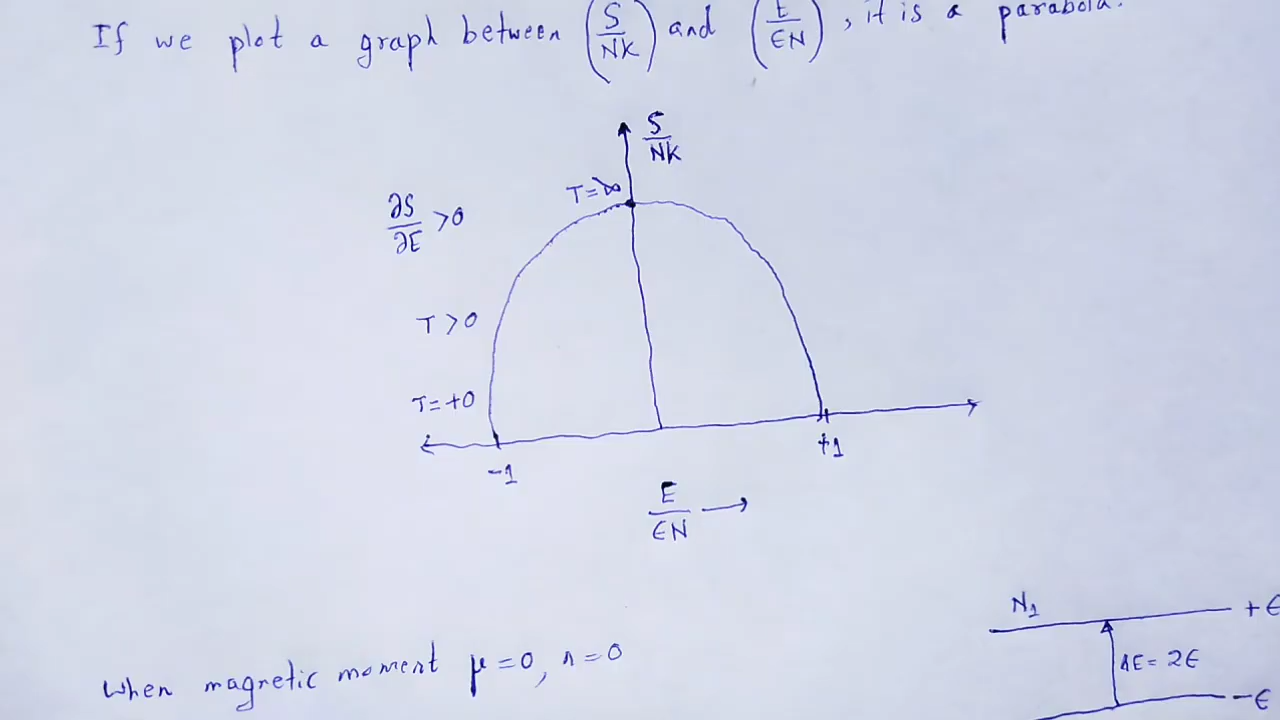 If we plot a graph between (S/NK) and (E/ϵN), it is a parabola.
S/NK
T=∞
∂S/∂E >0
T>0
T=+0
-1
+1
E/ϵN →
N1
+ϵ
ΔE=2ϵ
-ϵ
When magnetic moment μ=0, n=0